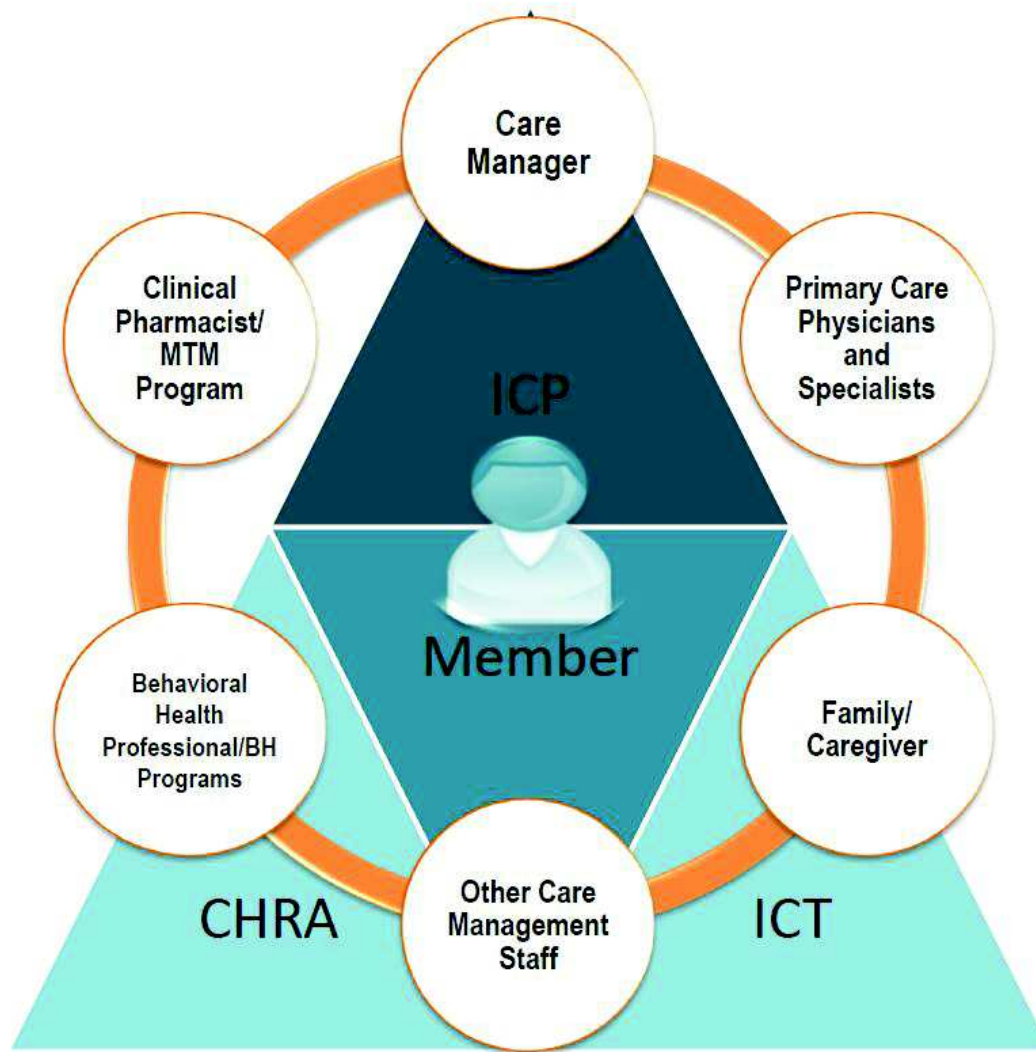 Care
Manager
Clinical
Pharmacist/
MTM
Program
Primary Care
Physicians
and
Specialists
ICP
Member
Behavioral
Health
Professional/BH
Programs
Family/
Caregiver
CHRA
Other Care
Management
Staff
ICT